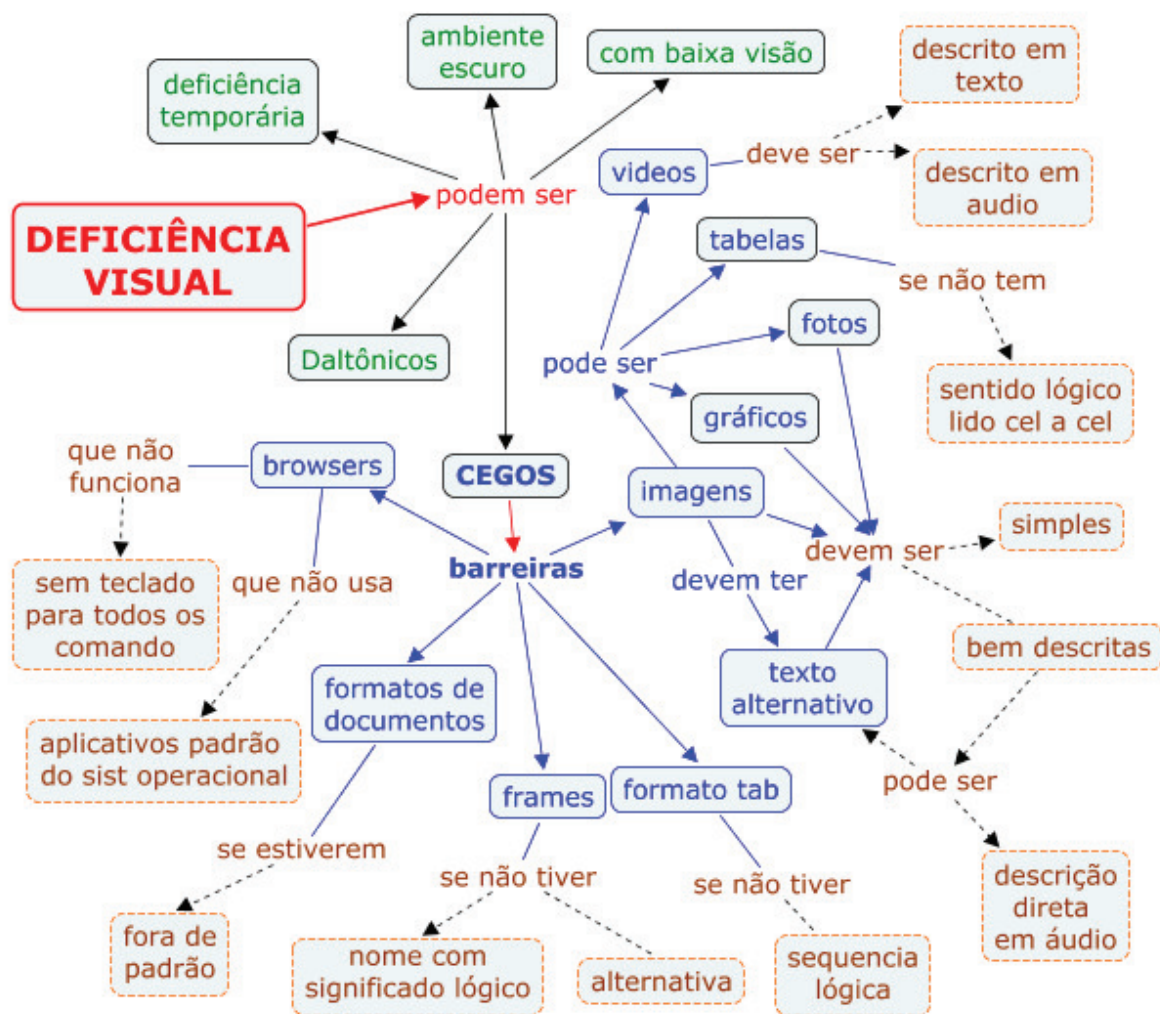 ambiente
escuro
com baixa visão
descrito em
texto
deficiência
temporária
videos
deve ser
descrito em
audio
podem ser
DEFICIÊNCIA
VISUAL
tabelas
se não tem
fotos
Daltônicos
pode ser
sentido lógico
lido cel a cel
gráficos
que não
funciona
browsers
CEGOS
imagens
simples
devem ser
barreiras
devem ter
sem teclado
para todos os
comando
que não usa
bem descritas
formatos de
documentos
texto
alternativo
aplicativos padrão
do sist operacional
frames
formato tab
pode ser
se estiverem
se não tiver
se não tiver
descrição
direta
em áudio
fora de
padrão
nome com
significado lógico
alternativa
sequencia
lógica